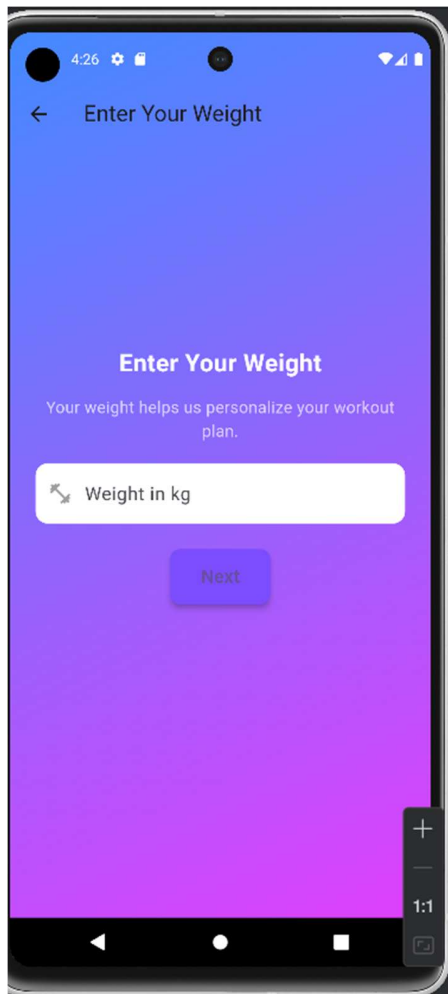 4:26
Enter Your Weight
Enter Your Weight
Your weight helps us personalize your workout
plan.
Weight in kg
Next
1:1